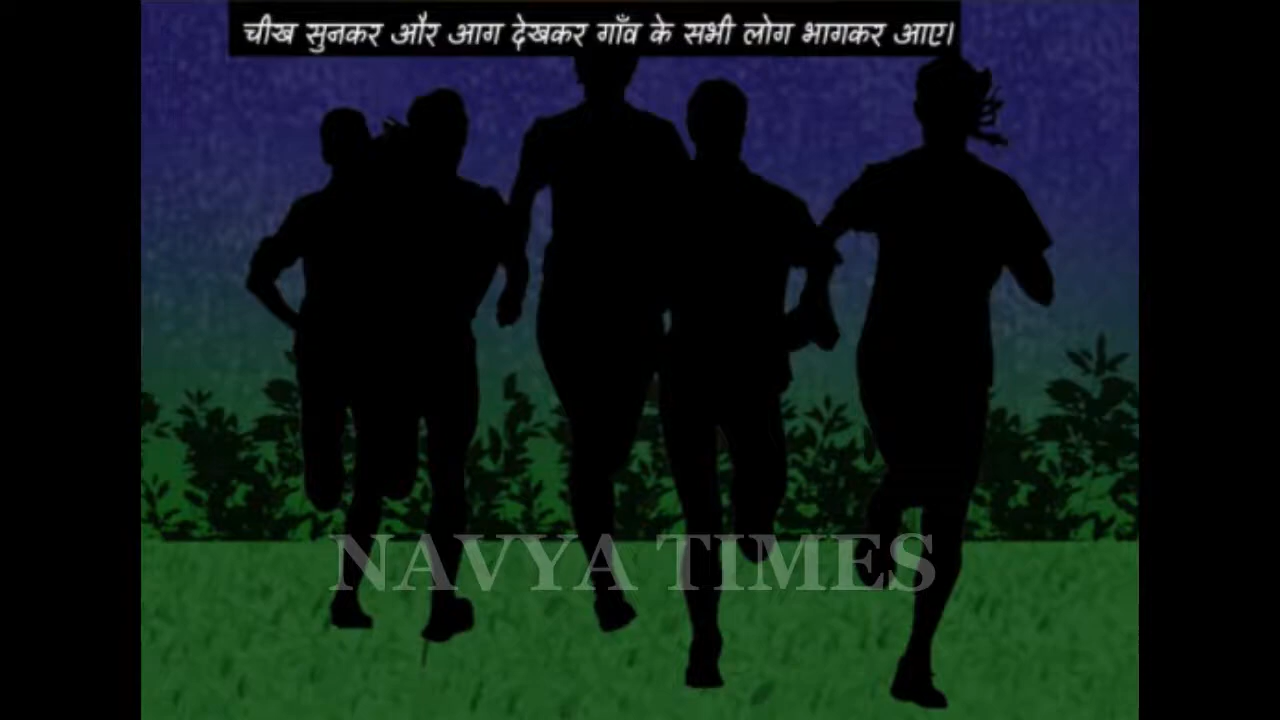 चीख सुनकर और आग देखकर गाँव के सभी लोग भागकर आए।
NAVYA TIMES